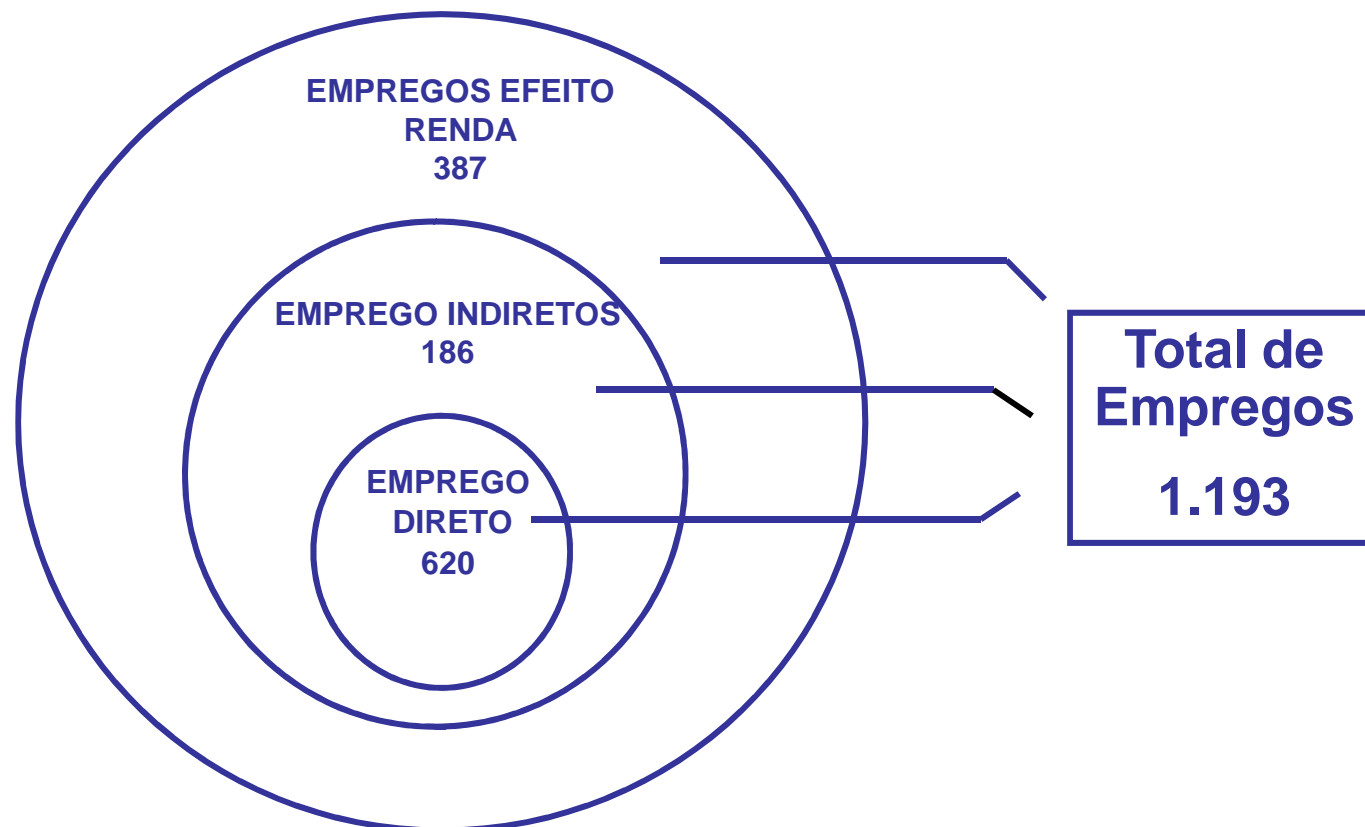 EMPREGOS EFEITO
RENDA
387
EMPREGO INDIRETOS
186
EMPREGO
DIRETO
620
Total de
Empregos
1.193